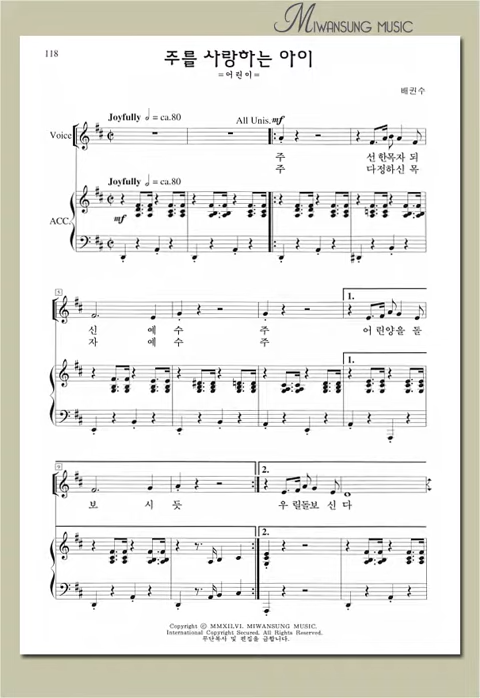 MIWANSUNG MUSIC
118
주를 사랑하는 아이
=어린이=
배권수
Joyfully = ca.80
All Unis. mf
Voice
주 선한목자 되
주 다정하신 목
Joyfully = ca.80
mf
ACC.
5
1.
신 예 수 주 어린양을 돌
자 예 수 주
1.
9
2.
보 시 듯 우릴돌보신다
2.
Copyright ⓒ MMXILVI. MIWANSUNG MUSIC.
International Copyright Secured. All Rights Reserved.
무단복사 및 편집을 금합니다.